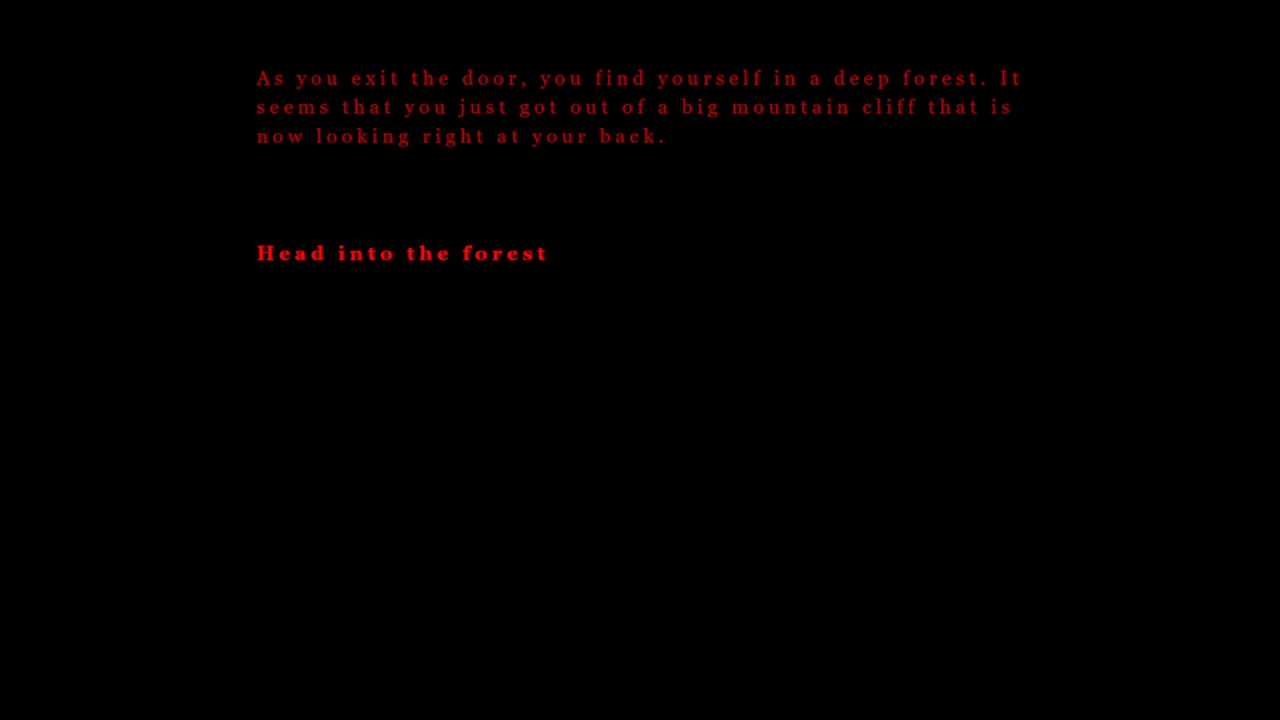 As you exit the door, you find yourself in a deep forest. It
seems that you just got out of a big mountain cliff that is
now looking right at your back.
Head into the forest